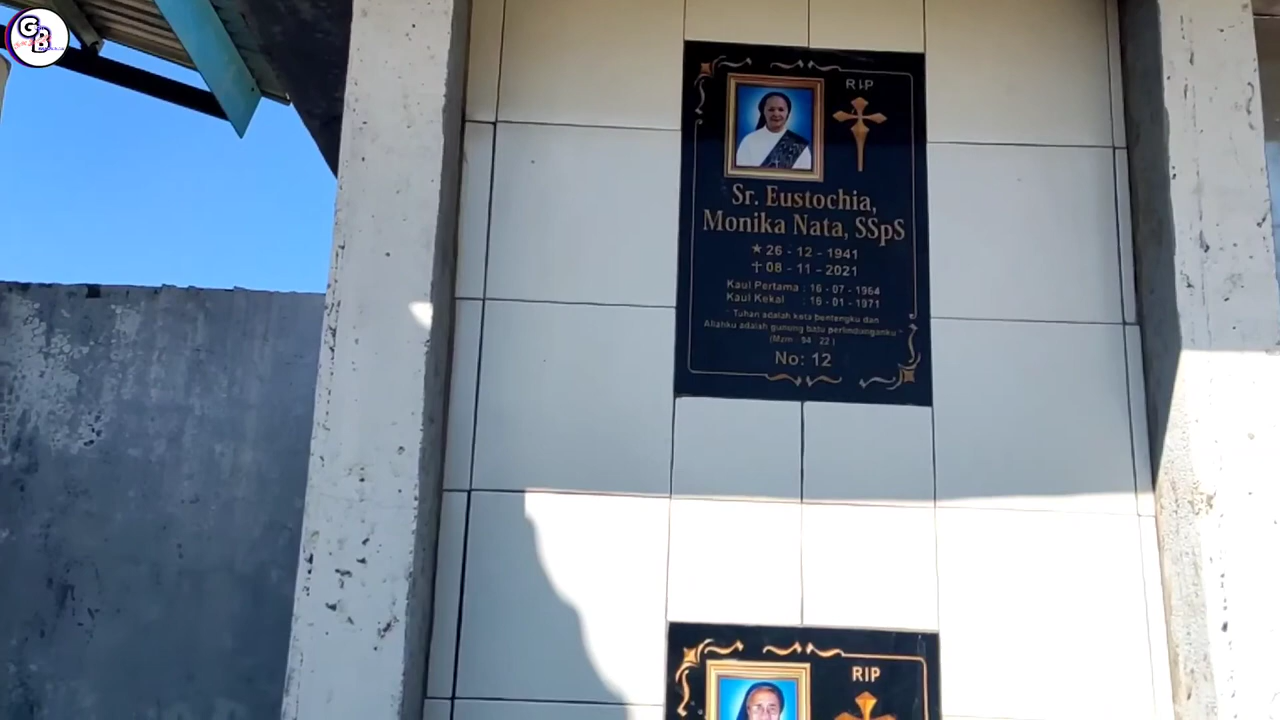 GB
RIP
Sr. Eustochia,
Monika Nata, SSpS
★ 26 - 12 - 1941
✝ 08 - 11 - 2021
Kaul Pertama : 16 - 07 - 1964
Kaul Kekal : 16 - 01 - 1971
"Tuhan adalah kota bentengku dan
Allahku adalah gunung batu perlindunganku"
(Mzm 94 : 22)
No: 12
RIP